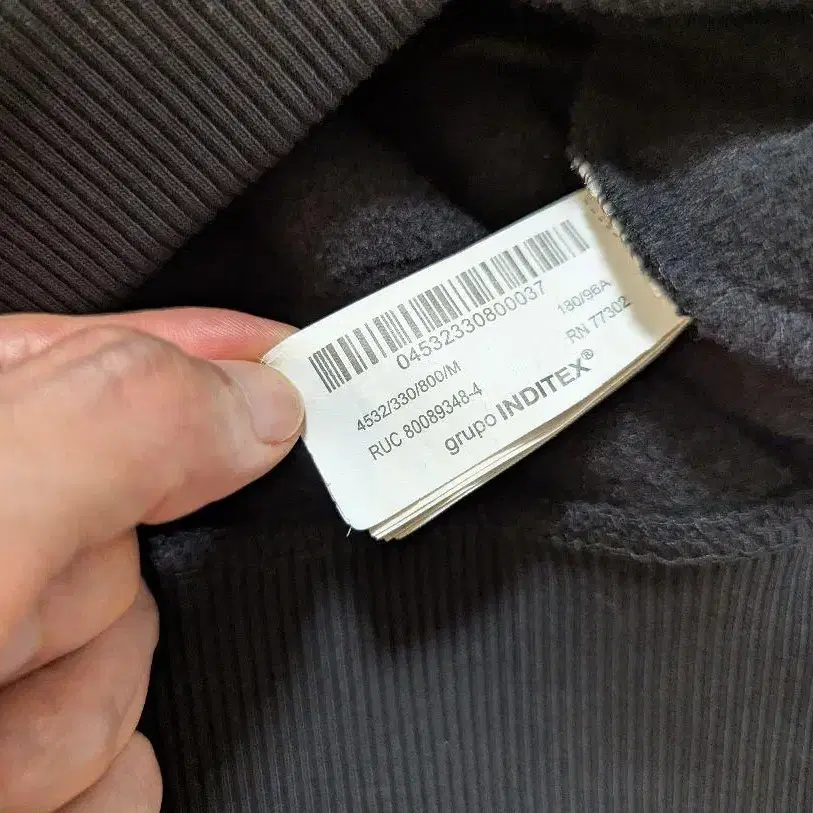 04532330800037
4532/330/800/M
180/96A
RUC 80089348-4
RN 77302
grupo INDITEX®